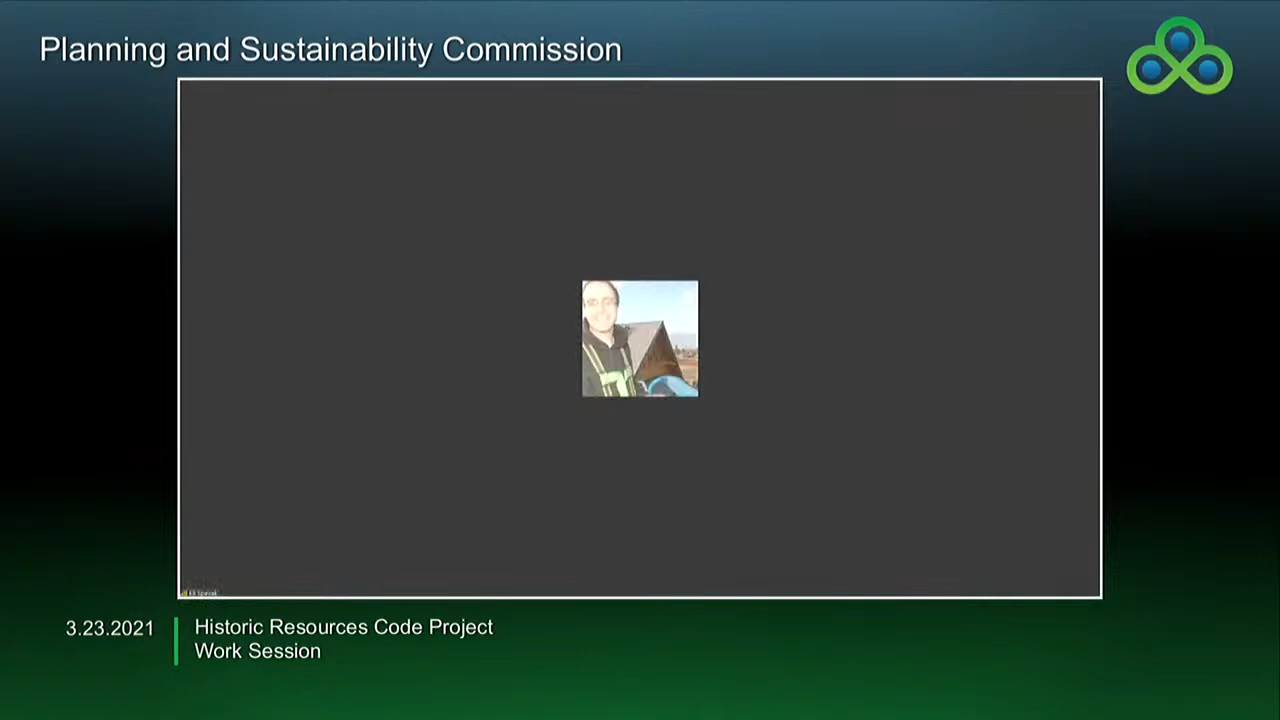 Planning and Sustainability Commission
3.23.2021
Historic Resources Code Project
Work Session